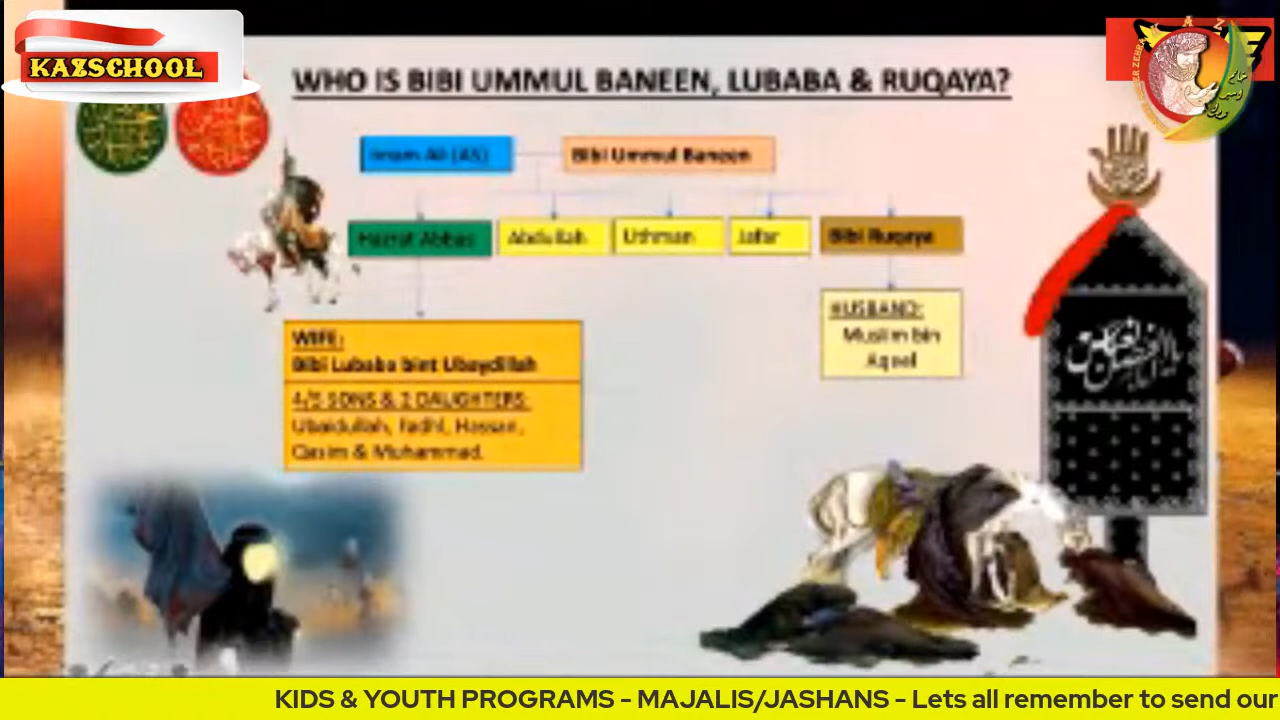 KAZSCHOOL
K A Z
WHO IS BIBI UMMUL BANEEN, LUBABA & RUQAYA?
Imam Ali (AS)
Bibi Ummul Baneen
Hazrat Abbas
Abdullah
Uthman
Jafar
Bibi Ruqaya
WIFE:
Bibi Lubaba bint Ubaydillah
4/5 SONS & 2 DAUGHTERS:
Ubaidullah, Fadhl, Hassan,
Qasim & Muhammad.
HUSBAND:
Muslim bin
Aqeel
KIDS & YOUTH PROGRAMS - MAJALIS/JASHANS - Lets all remember to send our